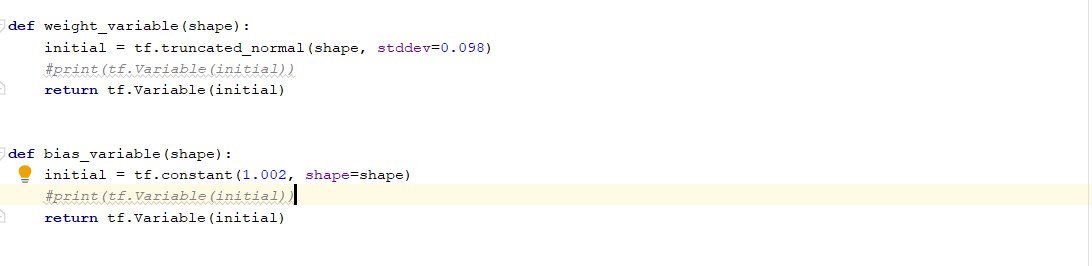 def weight_variable(shape):
    initial = tf.truncated_normal(shape, stddev=0.098)
    #print(tf.Variable(initial))
    return tf.Variable(initial)
def bias_variable(shape):
    initial = tf.constant(1.002, shape=shape)
    #print(tf.Variable(initial))
    return tf.Variable(initial)